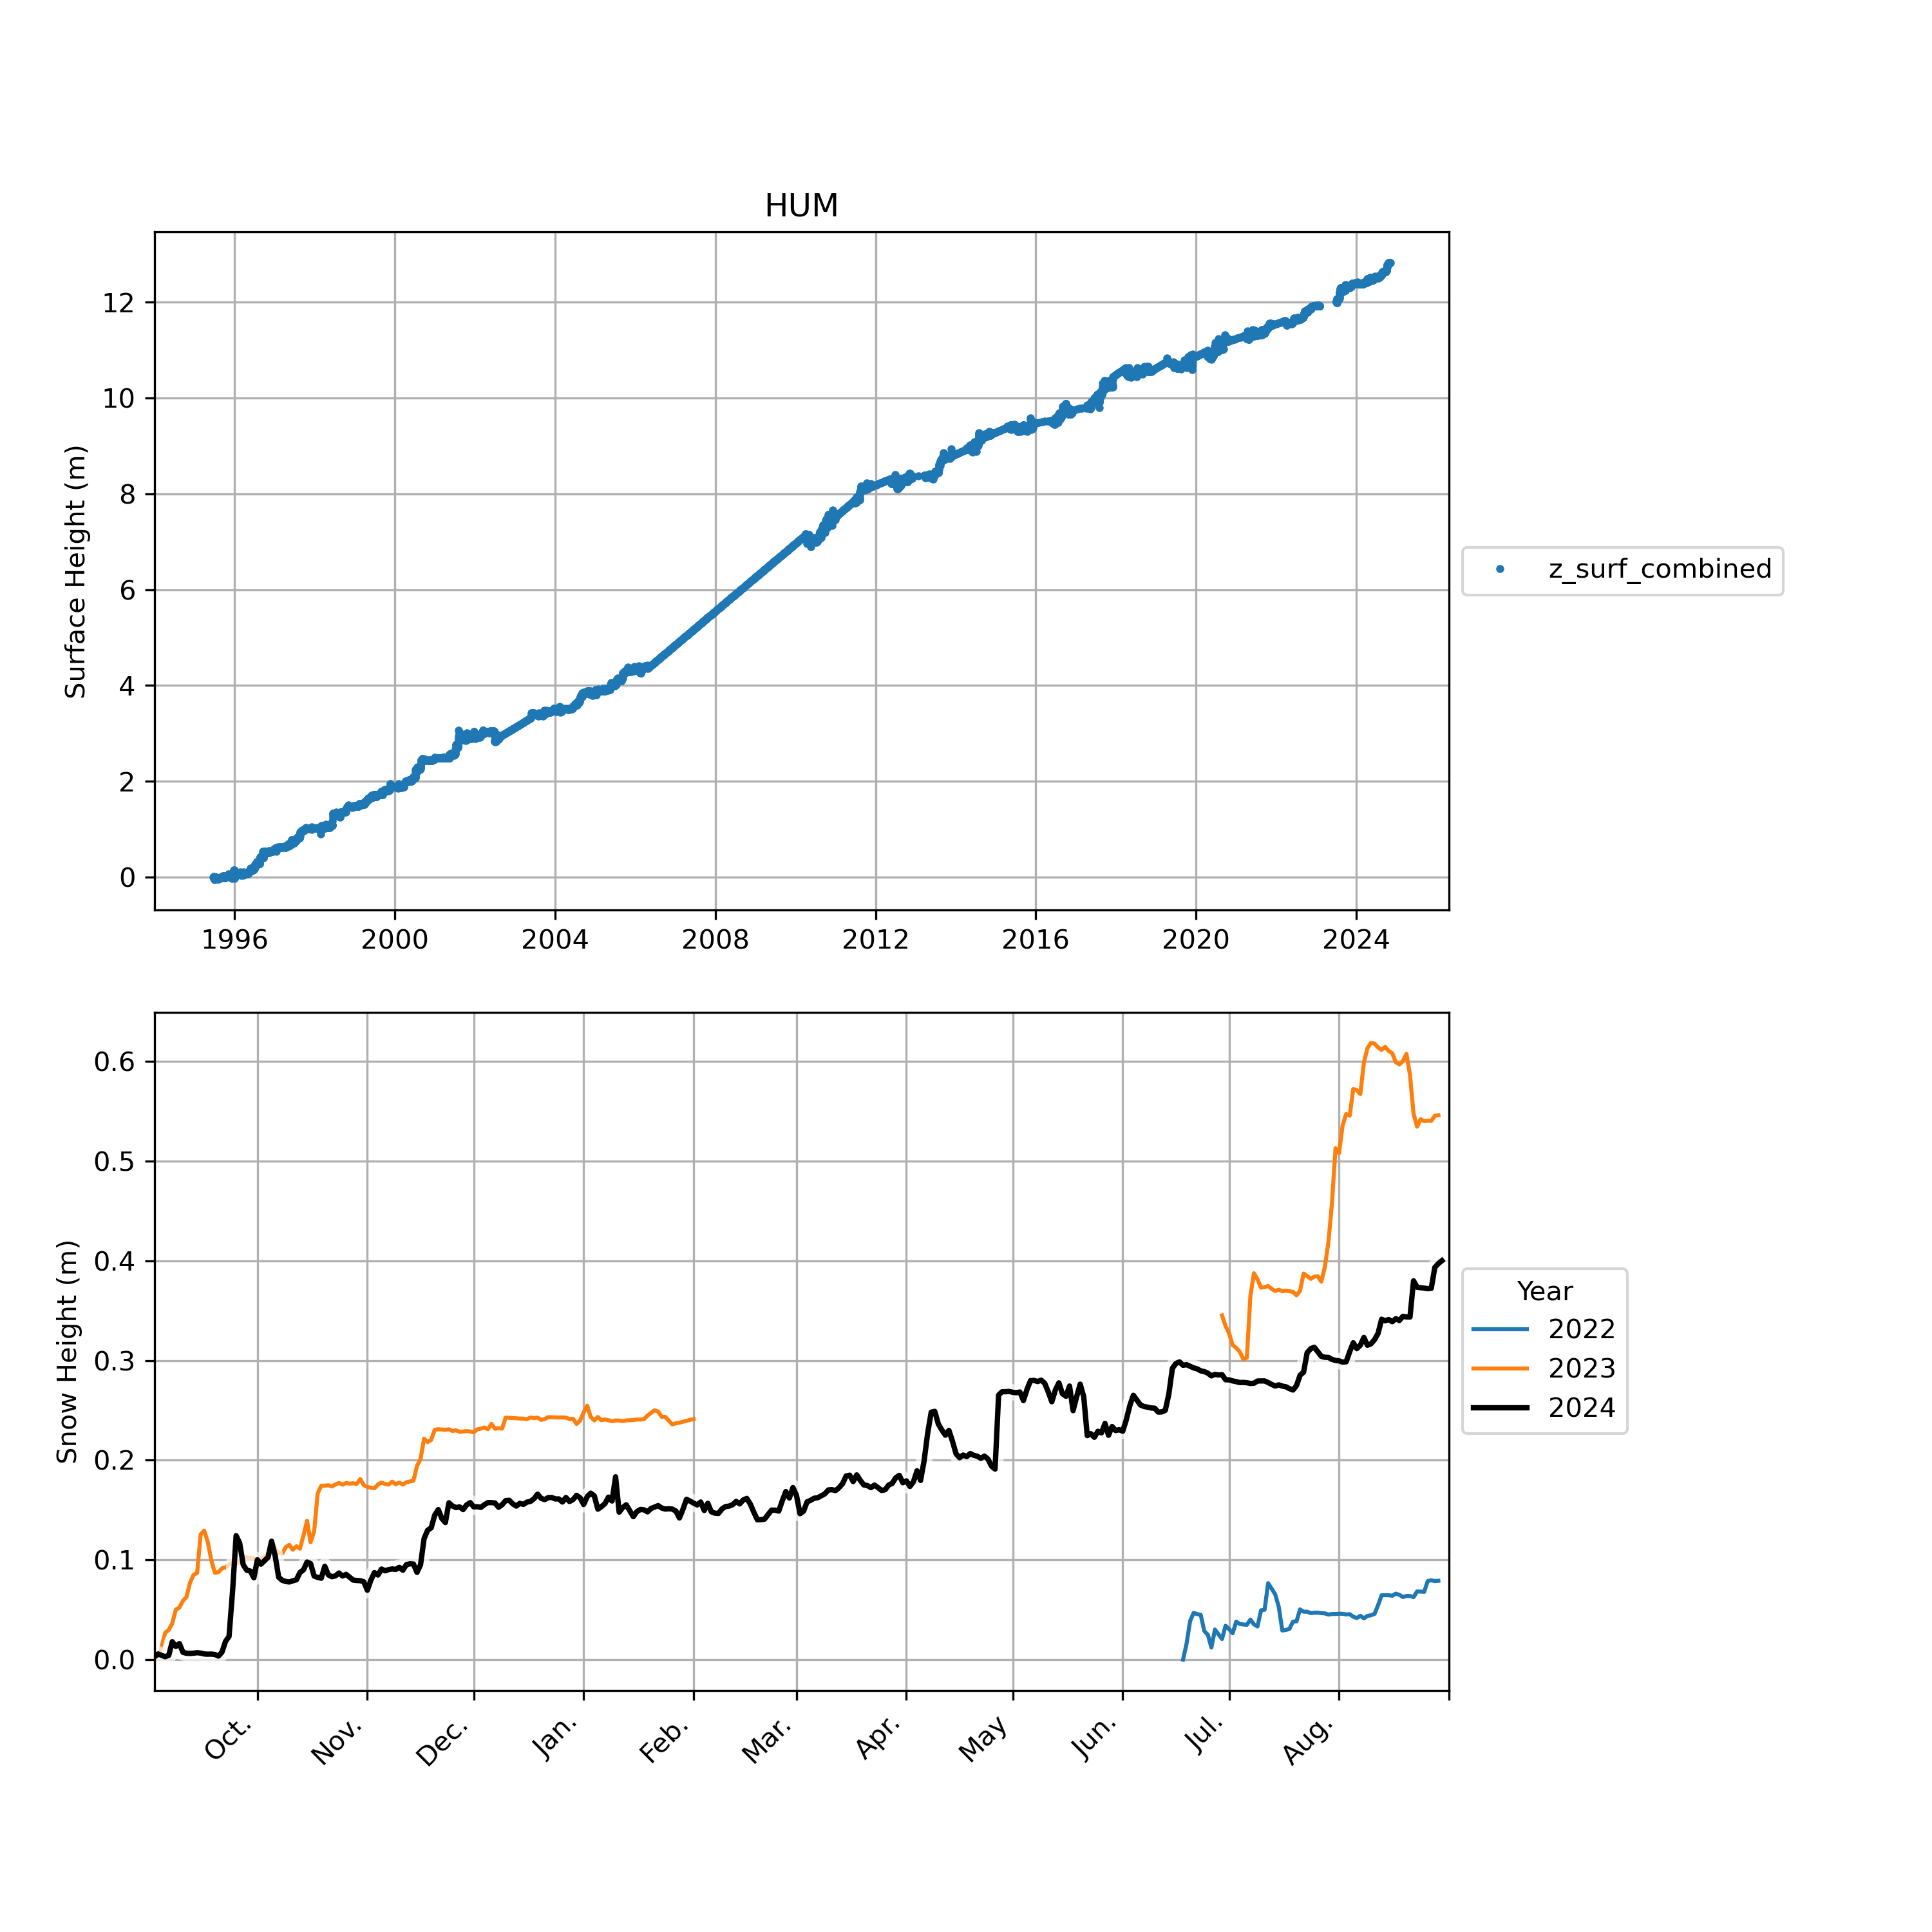 HUM
Surface Height (m)
12
10
8
6
4
2
0
1996 2000 2004 2008 2012 2016 2020 2024
z_surf_combined
Snow Height (m)
0.6
0.5
0.4
0.3
0.2
0.1
0.0
Oct. Nov. Dec. Jan. Feb. Mar. Apr. May Jun. Jul. Aug.
Year
2022
2023
2024